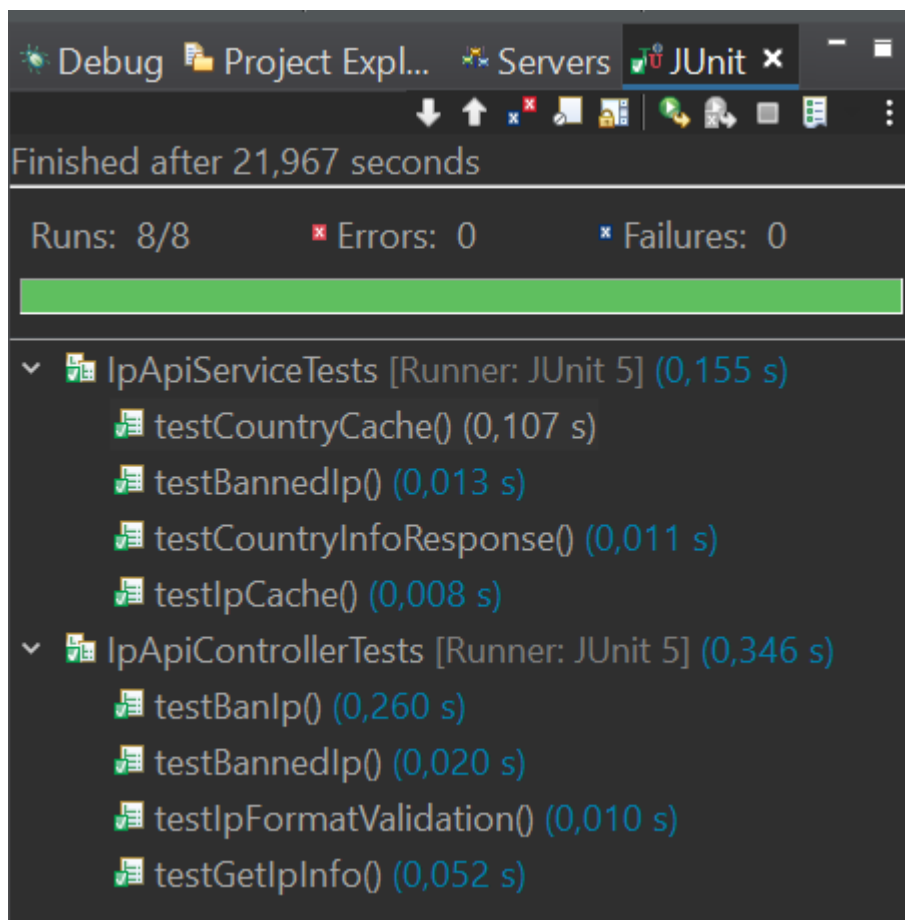 Debug Project Expl... Servers JUnit
Finished after 21,967 seconds
Runs: 8/8 Errors: 0 Failures: 0
IpApiServiceTests [Runner: JUnit 5] (0,155 s)
testCountryCache() (0,107 s)
testBannedIp() (0,013 s)
testCountryInfoResponse() (0,011 s)
testIpCache() (0,008 s)
IpApiControllerTests [Runner: JUnit 5] (0,346 s)
testBanIp() (0,260 s)
testBannedIp() (0,020 s)
testIpFormatValidation() (0,010 s)
testGetIpInfo() (0,052 s)